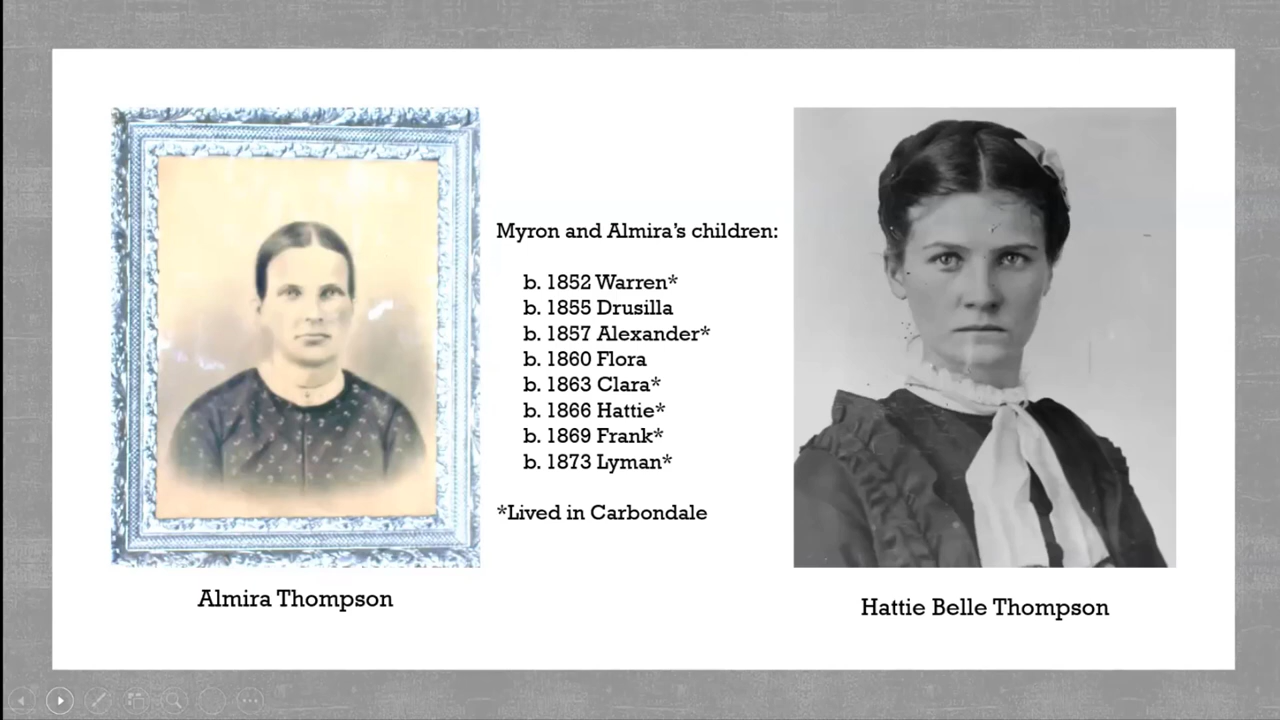 Myron and Almira's children:
b. 1852 Warren*
b. 1855 Drusilla
b. 1857 Alexander*
b. 1860 Flora
b. 1863 Clara*
b. 1866 Hattie*
b. 1869 Frank*
b. 1873 Lyman*
*Lived in Carbondale
Almira Thompson
Hattie Belle Thompson